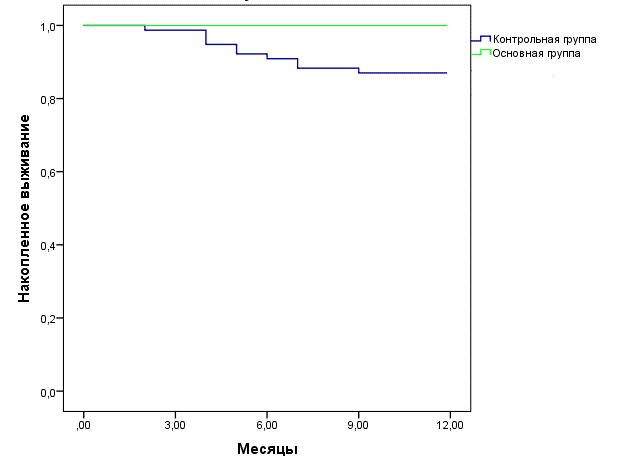 1,0
0,8
0,6
0,4
0,2
0,0
Накопленное выживание
,00
3,00
6,00
9,00
12,00
Месяцы
Контрольная группа
Основная группа